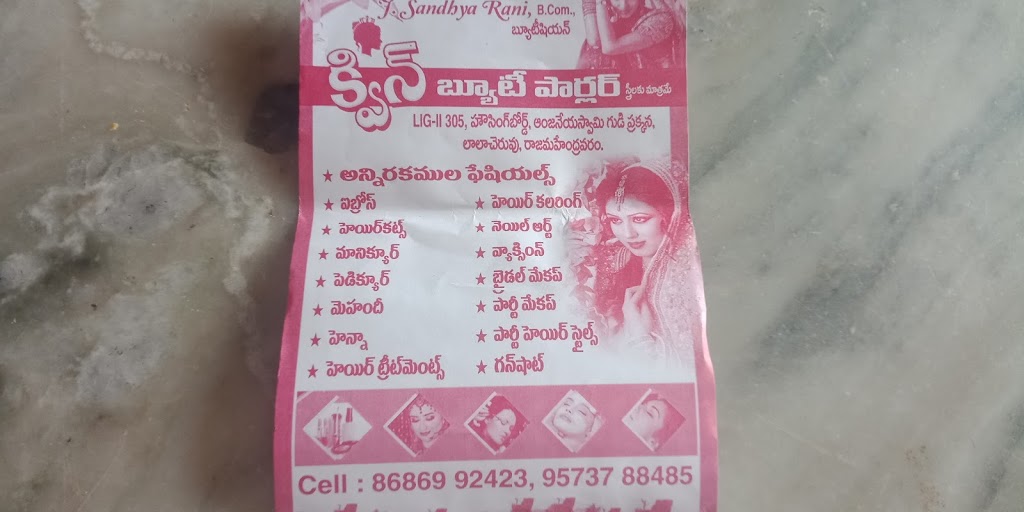 J. Sandhya Rani, B.Com.,
బ్యూటీషియన్
క్వీన్ బ్యూటీ పార్లర్ స్త్రీలకు మాత్రమే
LIG-II 305, హౌసింగ్‌బోర్డ్, ఆంజనేయస్వామి గుడి ప్రక్కన,
లాలాచెరువు, రాజమహేంద్రవరం.
★ అన్నిరకముల ఫేషియల్స్
★ ఐబ్రోస్ ★ హెయిర్ కలరింగ్
★ హెయిర్‌కట్స్ ★ నెయిల్ ఆర్ట్
★ మానిక్యూర్ ★ వ్యాక్సింన్
★ పెడిక్యూర్ ★ బ్రైడల్ మేకప్
★ మెహందీ ★ పార్టీ మేకప్
★ హెన్నా ★ పార్టీ హెయిర్ స్టైల్స్
★ హెయిర్ ట్రీట్‌మెంట్స్ ★ గన్‌షాట్
Cell : 86869 92423, 95737 88485